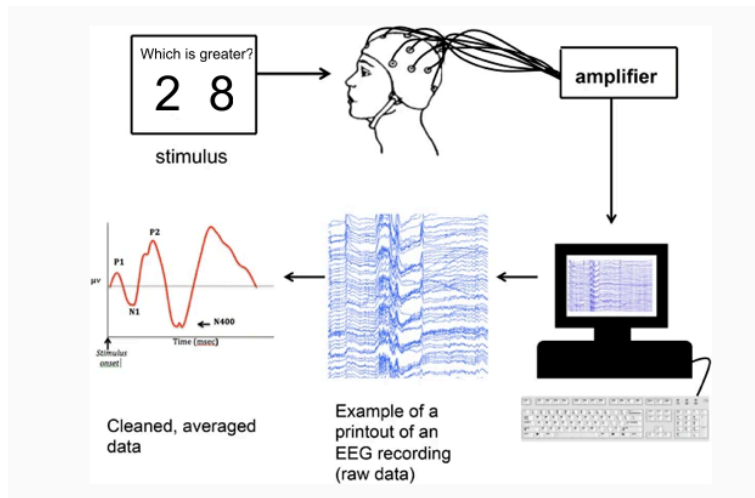 Which is greater?
2 8
stimulus
amplifier
P2
P1
μv
N1
N400
Time (msec)
Stimulus
onset
Cleaned, averaged
data
Example of a
printout of an
EEG recording
(raw data)